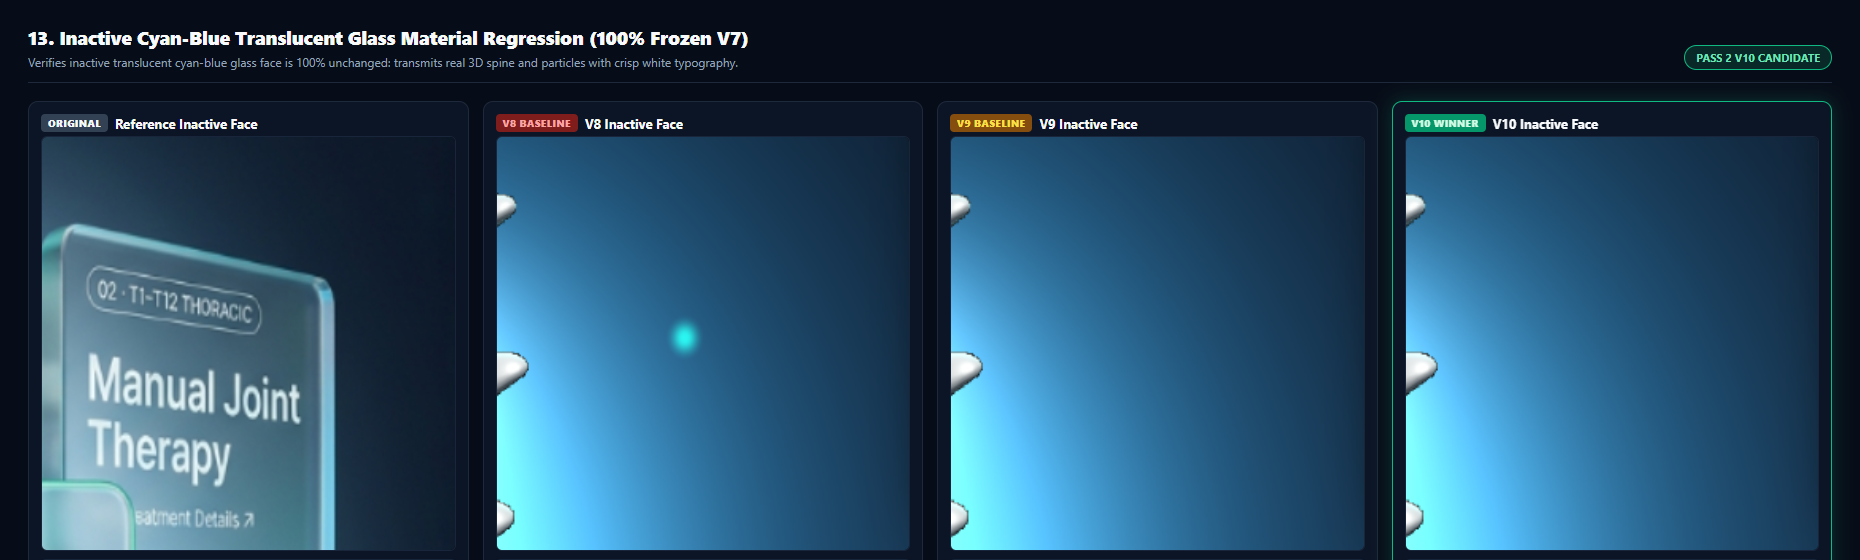 13. Inactive Cyan-Blue Translucent Glass Material Regression (100% Frozen V7)
Verifies inactive translucent cyan-blue glass face is 100% unchanged: transmits real 3D spine and particles with crisp white typography.
PASS 2 V10 CANDIDATE
ORIGINAL Reference Inactive Face
02 · T1–T12 THORACIC
Manual Joint
Therapy
eatment Details ↗
V8 BASELINE V8 Inactive Face
V9 BASELINE V9 Inactive Face
V10 WINNER V10 Inactive Face